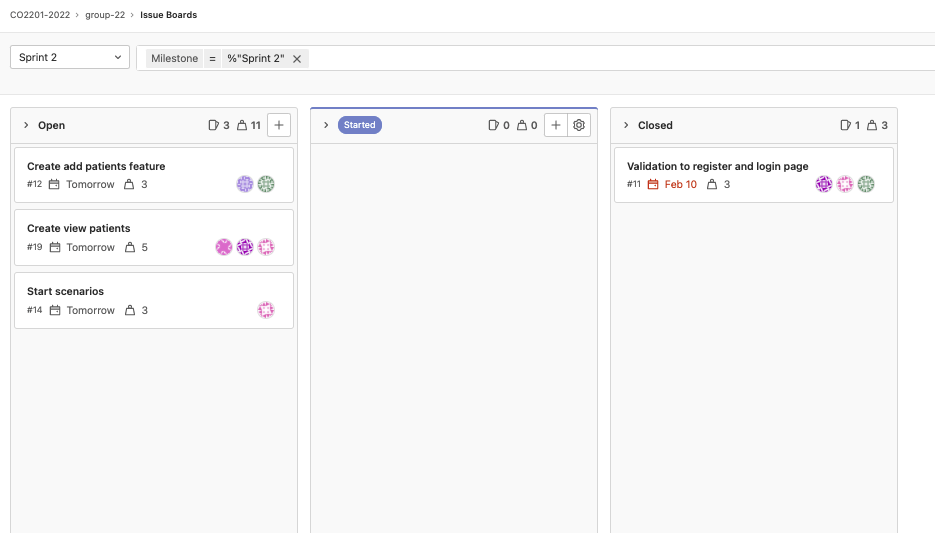 CO2201-2022 › group-22 › Issue Boards
Sprint 2
Milestone = %"Sprint 2"
Open 3 11
Create add patients feature
#12 Tomorrow 3
Create view patients
#19 Tomorrow 5
Start scenarios
#14 Tomorrow 3
Started 0 0
Closed 1 3
Validation to register and login page
#11 Feb 10 3